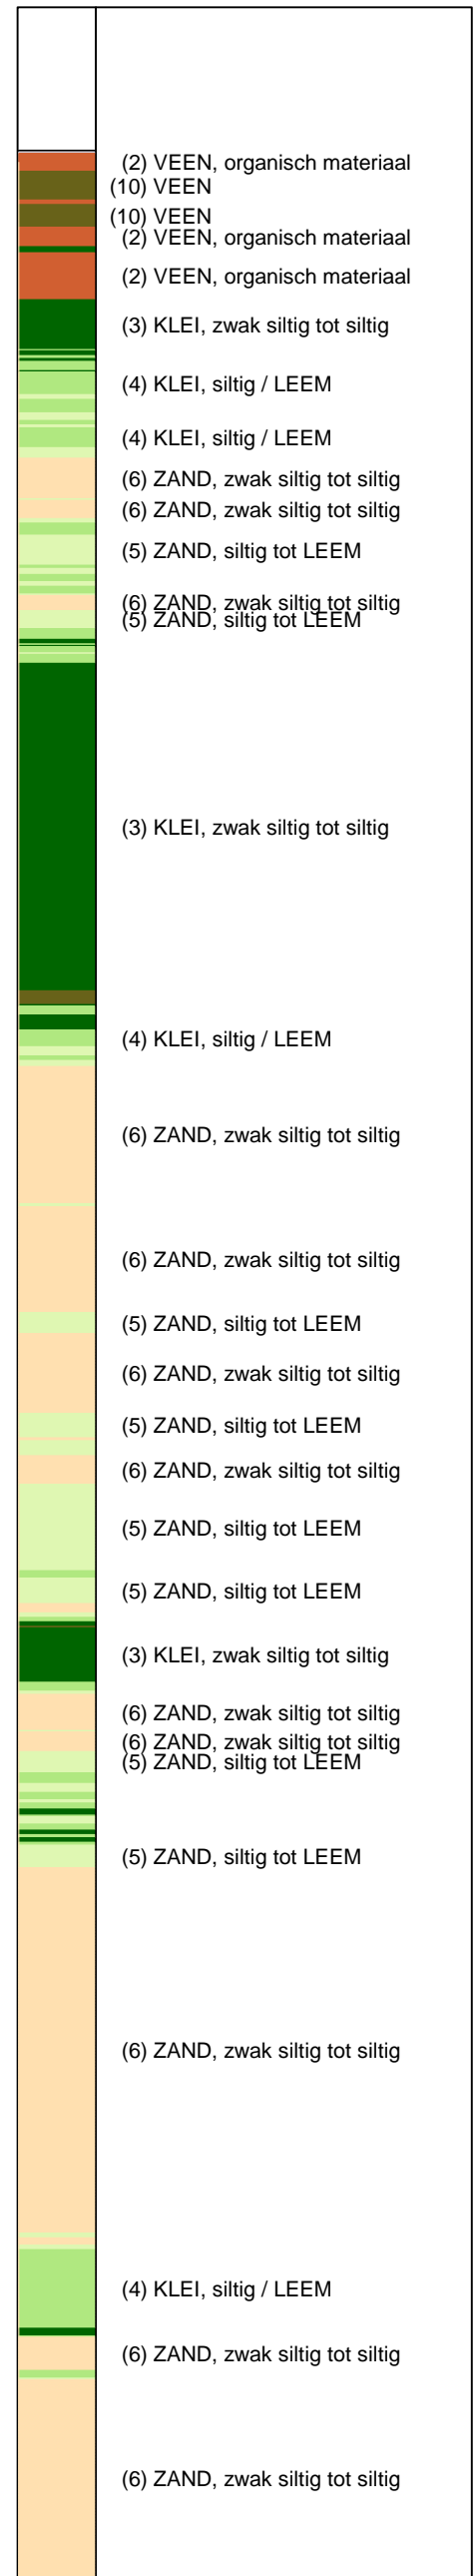 (2) VEEN, organisch materiaal
(10) VEEN
(10) VEEN
(2) VEEN, organisch materiaal
(2) VEEN, organisch materiaal
(3) KLEI, zwak siltig tot siltig
(4) KLEI, siltig / LEEM
(4) KLEI, siltig / LEEM
(6) ZAND, zwak siltig tot siltig
(6) ZAND, zwak siltig tot siltig
(5) ZAND, siltig tot LEEM
(6) ZAND, zwak siltig tot siltig
(5) ZAND, siltig tot LEEM
(3) KLEI, zwak siltig tot siltig
(4) KLEI, siltig / LEEM
(6) ZAND, zwak siltig tot siltig
(6) ZAND, zwak siltig tot siltig
(5) ZAND, siltig tot LEEM
(6) ZAND, zwak siltig tot siltig
(5) ZAND, siltig tot LEEM
(6) ZAND, zwak siltig tot siltig
(5) ZAND, siltig tot LEEM
(5) ZAND, siltig tot LEEM
(3) KLEI, zwak siltig tot siltig
(6) ZAND, zwak siltig tot siltig
(6) ZAND, zwak siltig tot siltig
(5) ZAND, siltig tot LEEM
(5) ZAND, siltig tot LEEM
(6) ZAND, zwak siltig tot siltig
(4) KLEI, siltig / LEEM
(6) ZAND, zwak siltig tot siltig
(6) ZAND, zwak siltig tot siltig